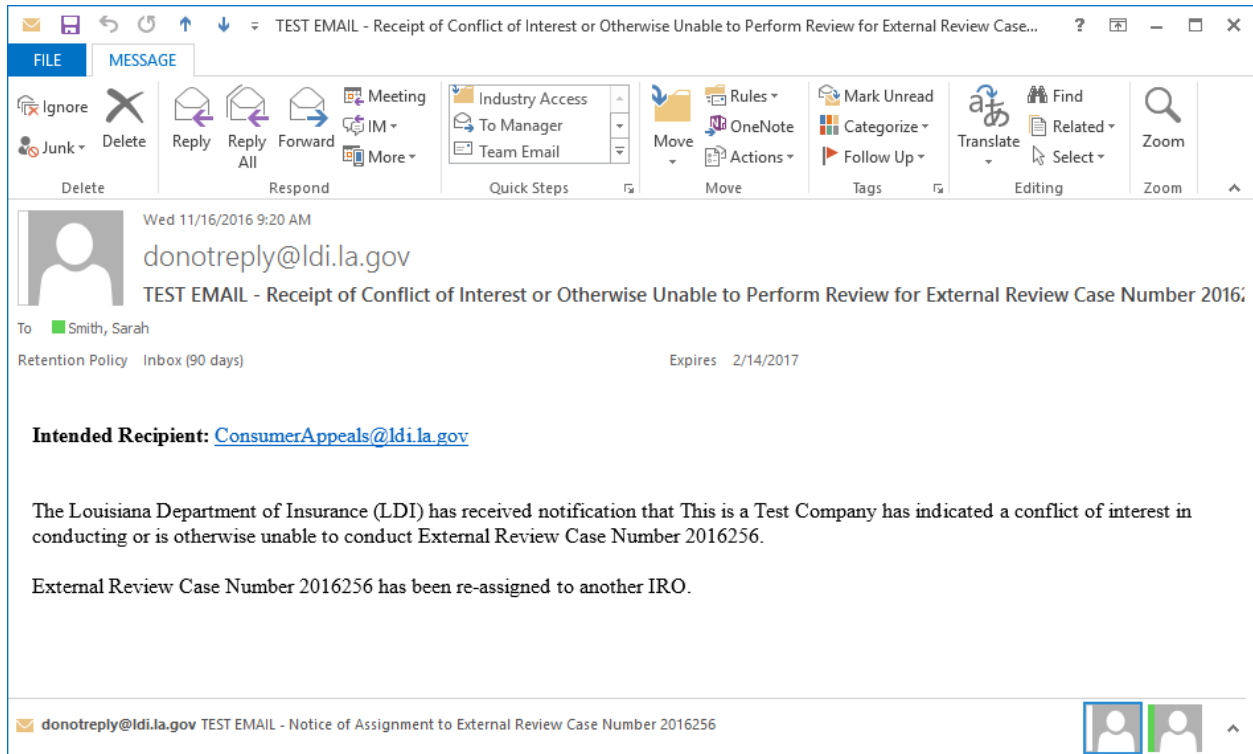 TEST EMAIL - Receipt of Conflict of Interest or Otherwise Unable to Perform Review for External Review Case...
FILE MESSAGE
Ignore
Junk
Delete
Reply
Reply All
Forward
Meeting
IM
More
Industry Access
To Manager
Team Email
Move
Rules
OneNote
Actions
Mark Unread
Categorize
Follow Up
Translate
Find
Related
Select
Zoom
Delete Respond Quick Steps Move Tags Editing Zoom
Wed 11/16/2016 9:20 AM
donotreply@ldi.la.gov
TEST EMAIL - Receipt of Conflict of Interest or Otherwise Unable to Perform Review for External Review Case Number 2016
To Smith, Sarah
Retention Policy Inbox (90 days) Expires 2/14/2017
Intended Recipient: ConsumerAppeals@ldi.la.gov
The Louisiana Department of Insurance (LDI) has received notification that This is a Test Company has indicated a conflict of interest in
conducting or is otherwise unable to conduct External Review Case Number 2016256.
External Review Case Number 2016256 has been re-assigned to another IRO.
donotreply@ldi.la.gov TEST EMAIL - Notice of Assignment to External Review Case Number 2016256